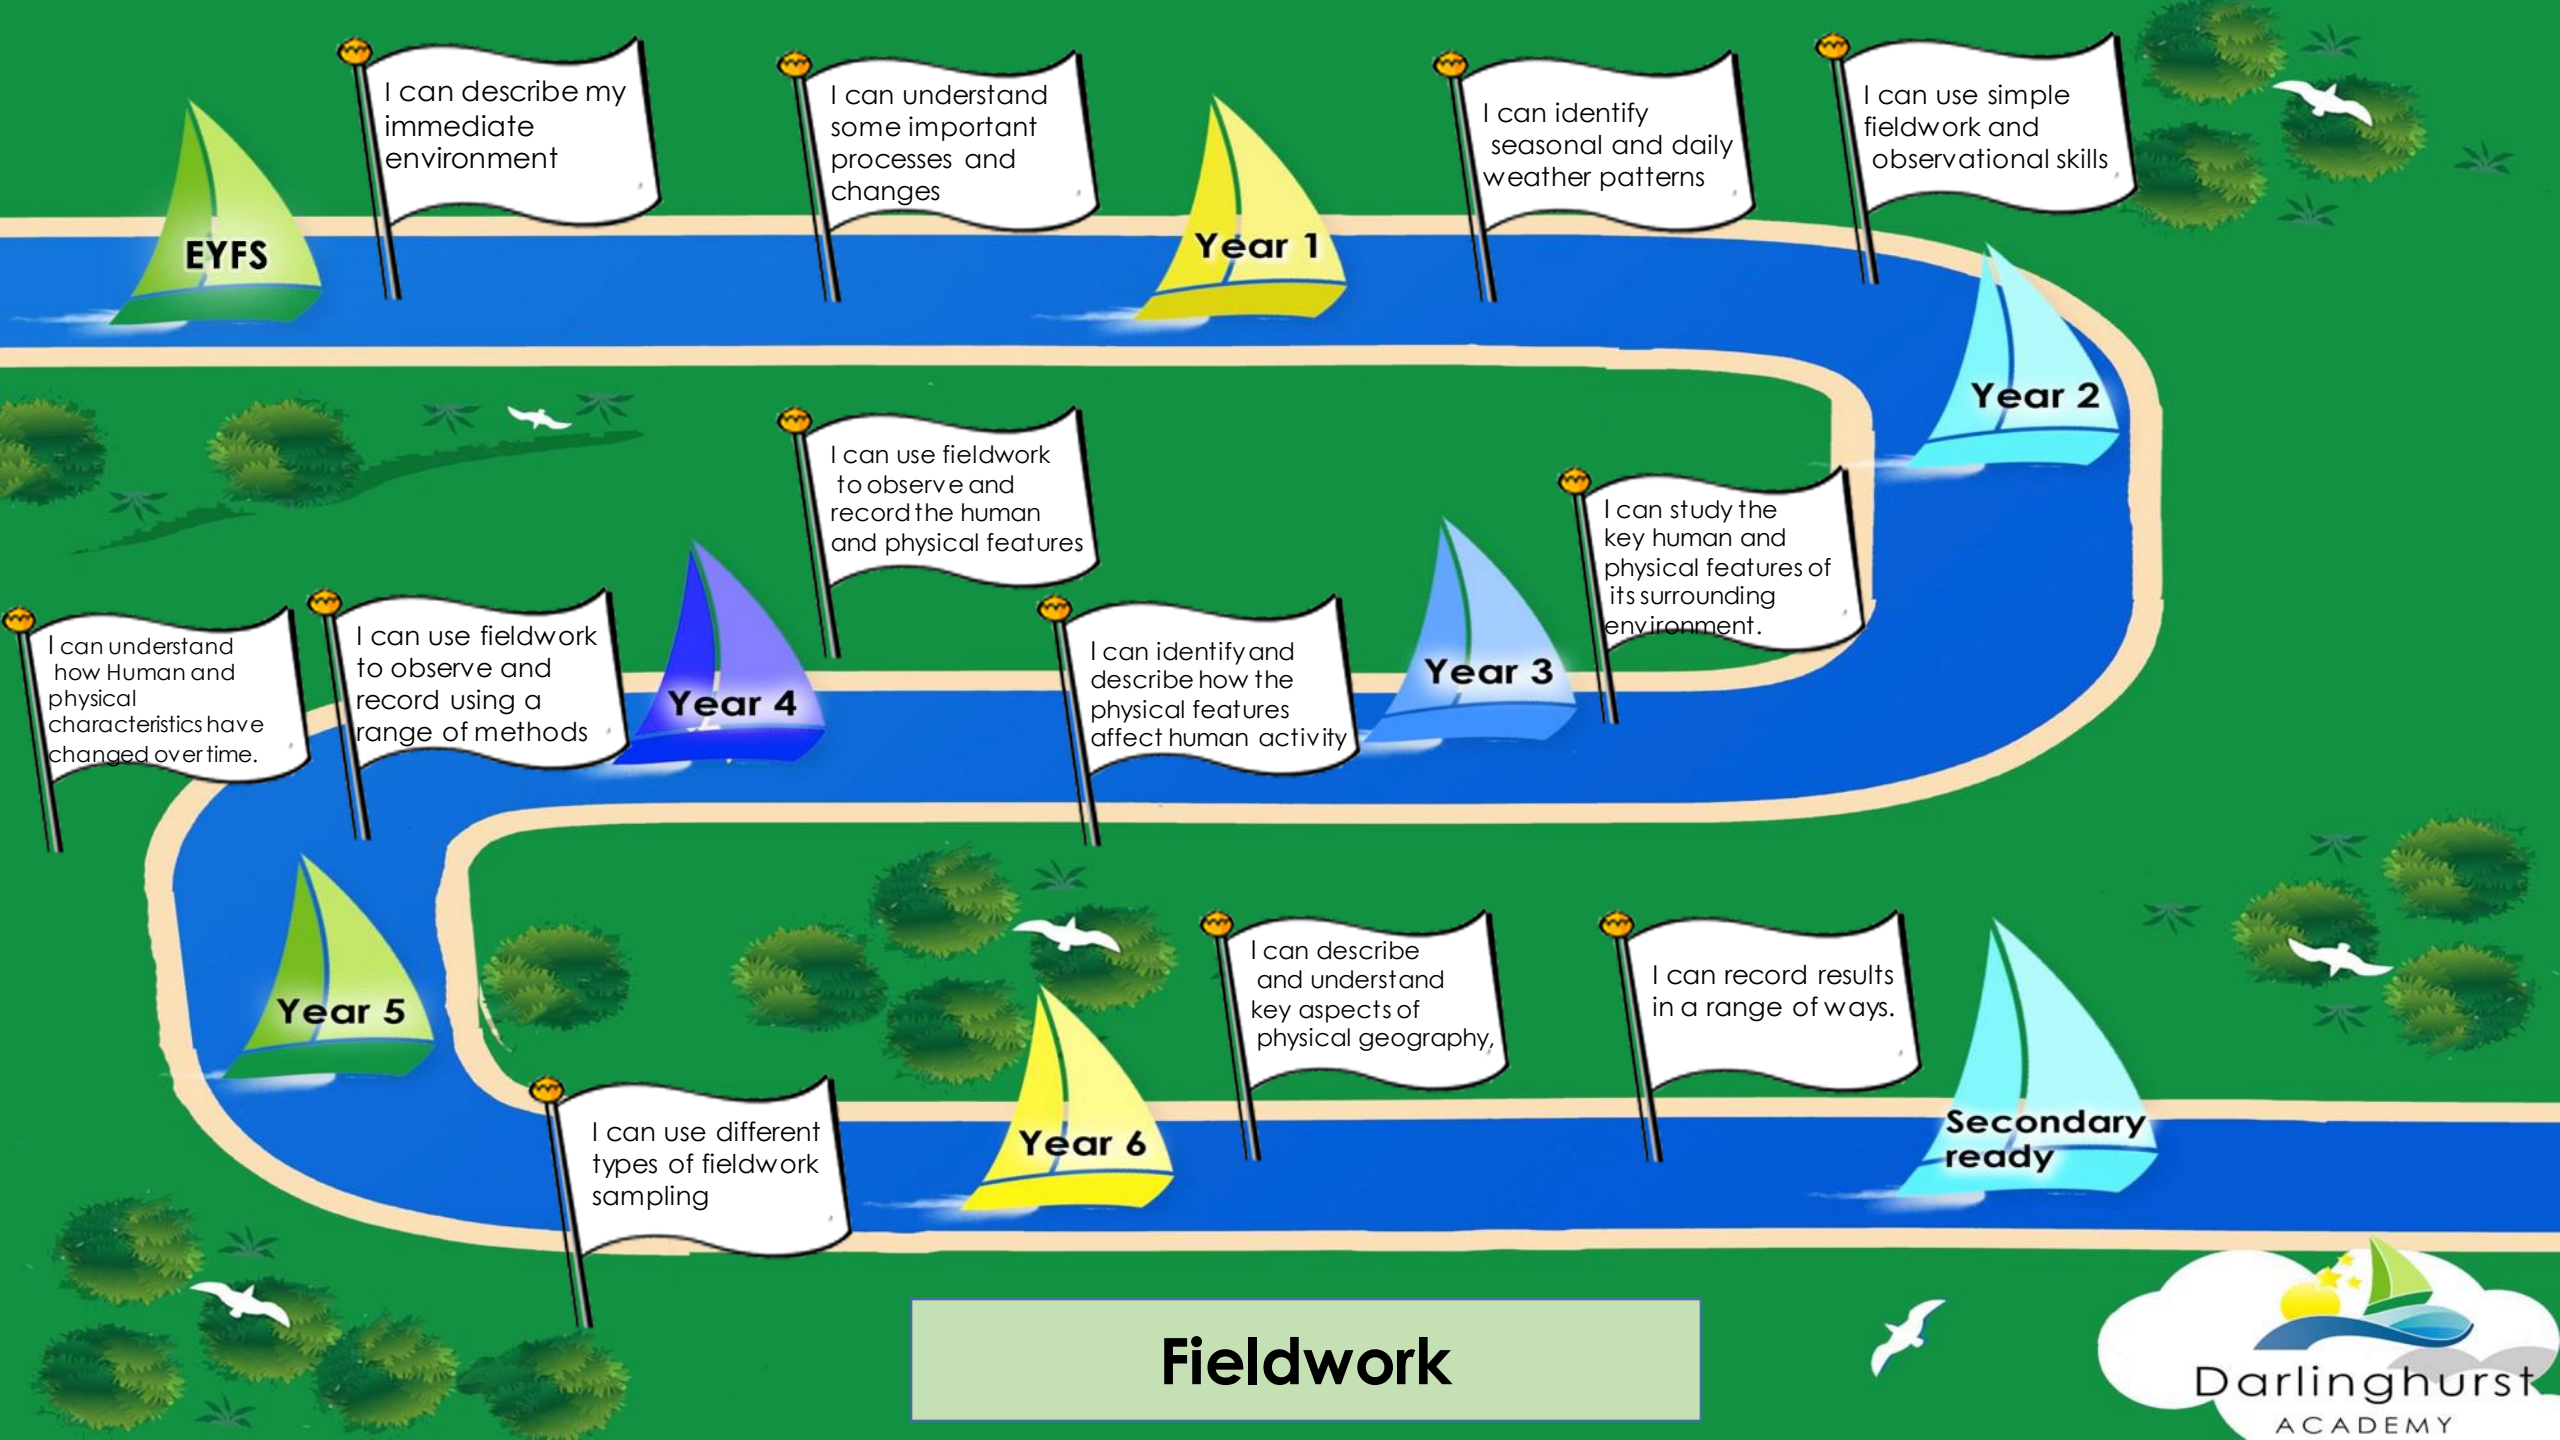 EYFS
I can describe my
immediate
environment
I can understand
some important
processes and
changes
Year 1
I can identify
seasonal and daily
weather patterns
I can use simple
fieldwork and
observational skills
Year 2
I can study the
key human and
physical features of
its surrounding
environment.
Year 3
I can identify and
describe how the
physical features
affect human activity
I can use fieldwork
to observe and
record the human
and physical features
Year 4
I can use fieldwork
to observe and
record using a
range of methods
I can understand
how Human and
physical
characteristics have
changed over time.
Year 5
I can use different
types of fieldwork
sampling
Year 6
I can describe
and understand
key aspects of
physical geography,
I can record results
in a range of ways.
Secondary
ready
Fieldwork
Darlinghurst
ACADEMY